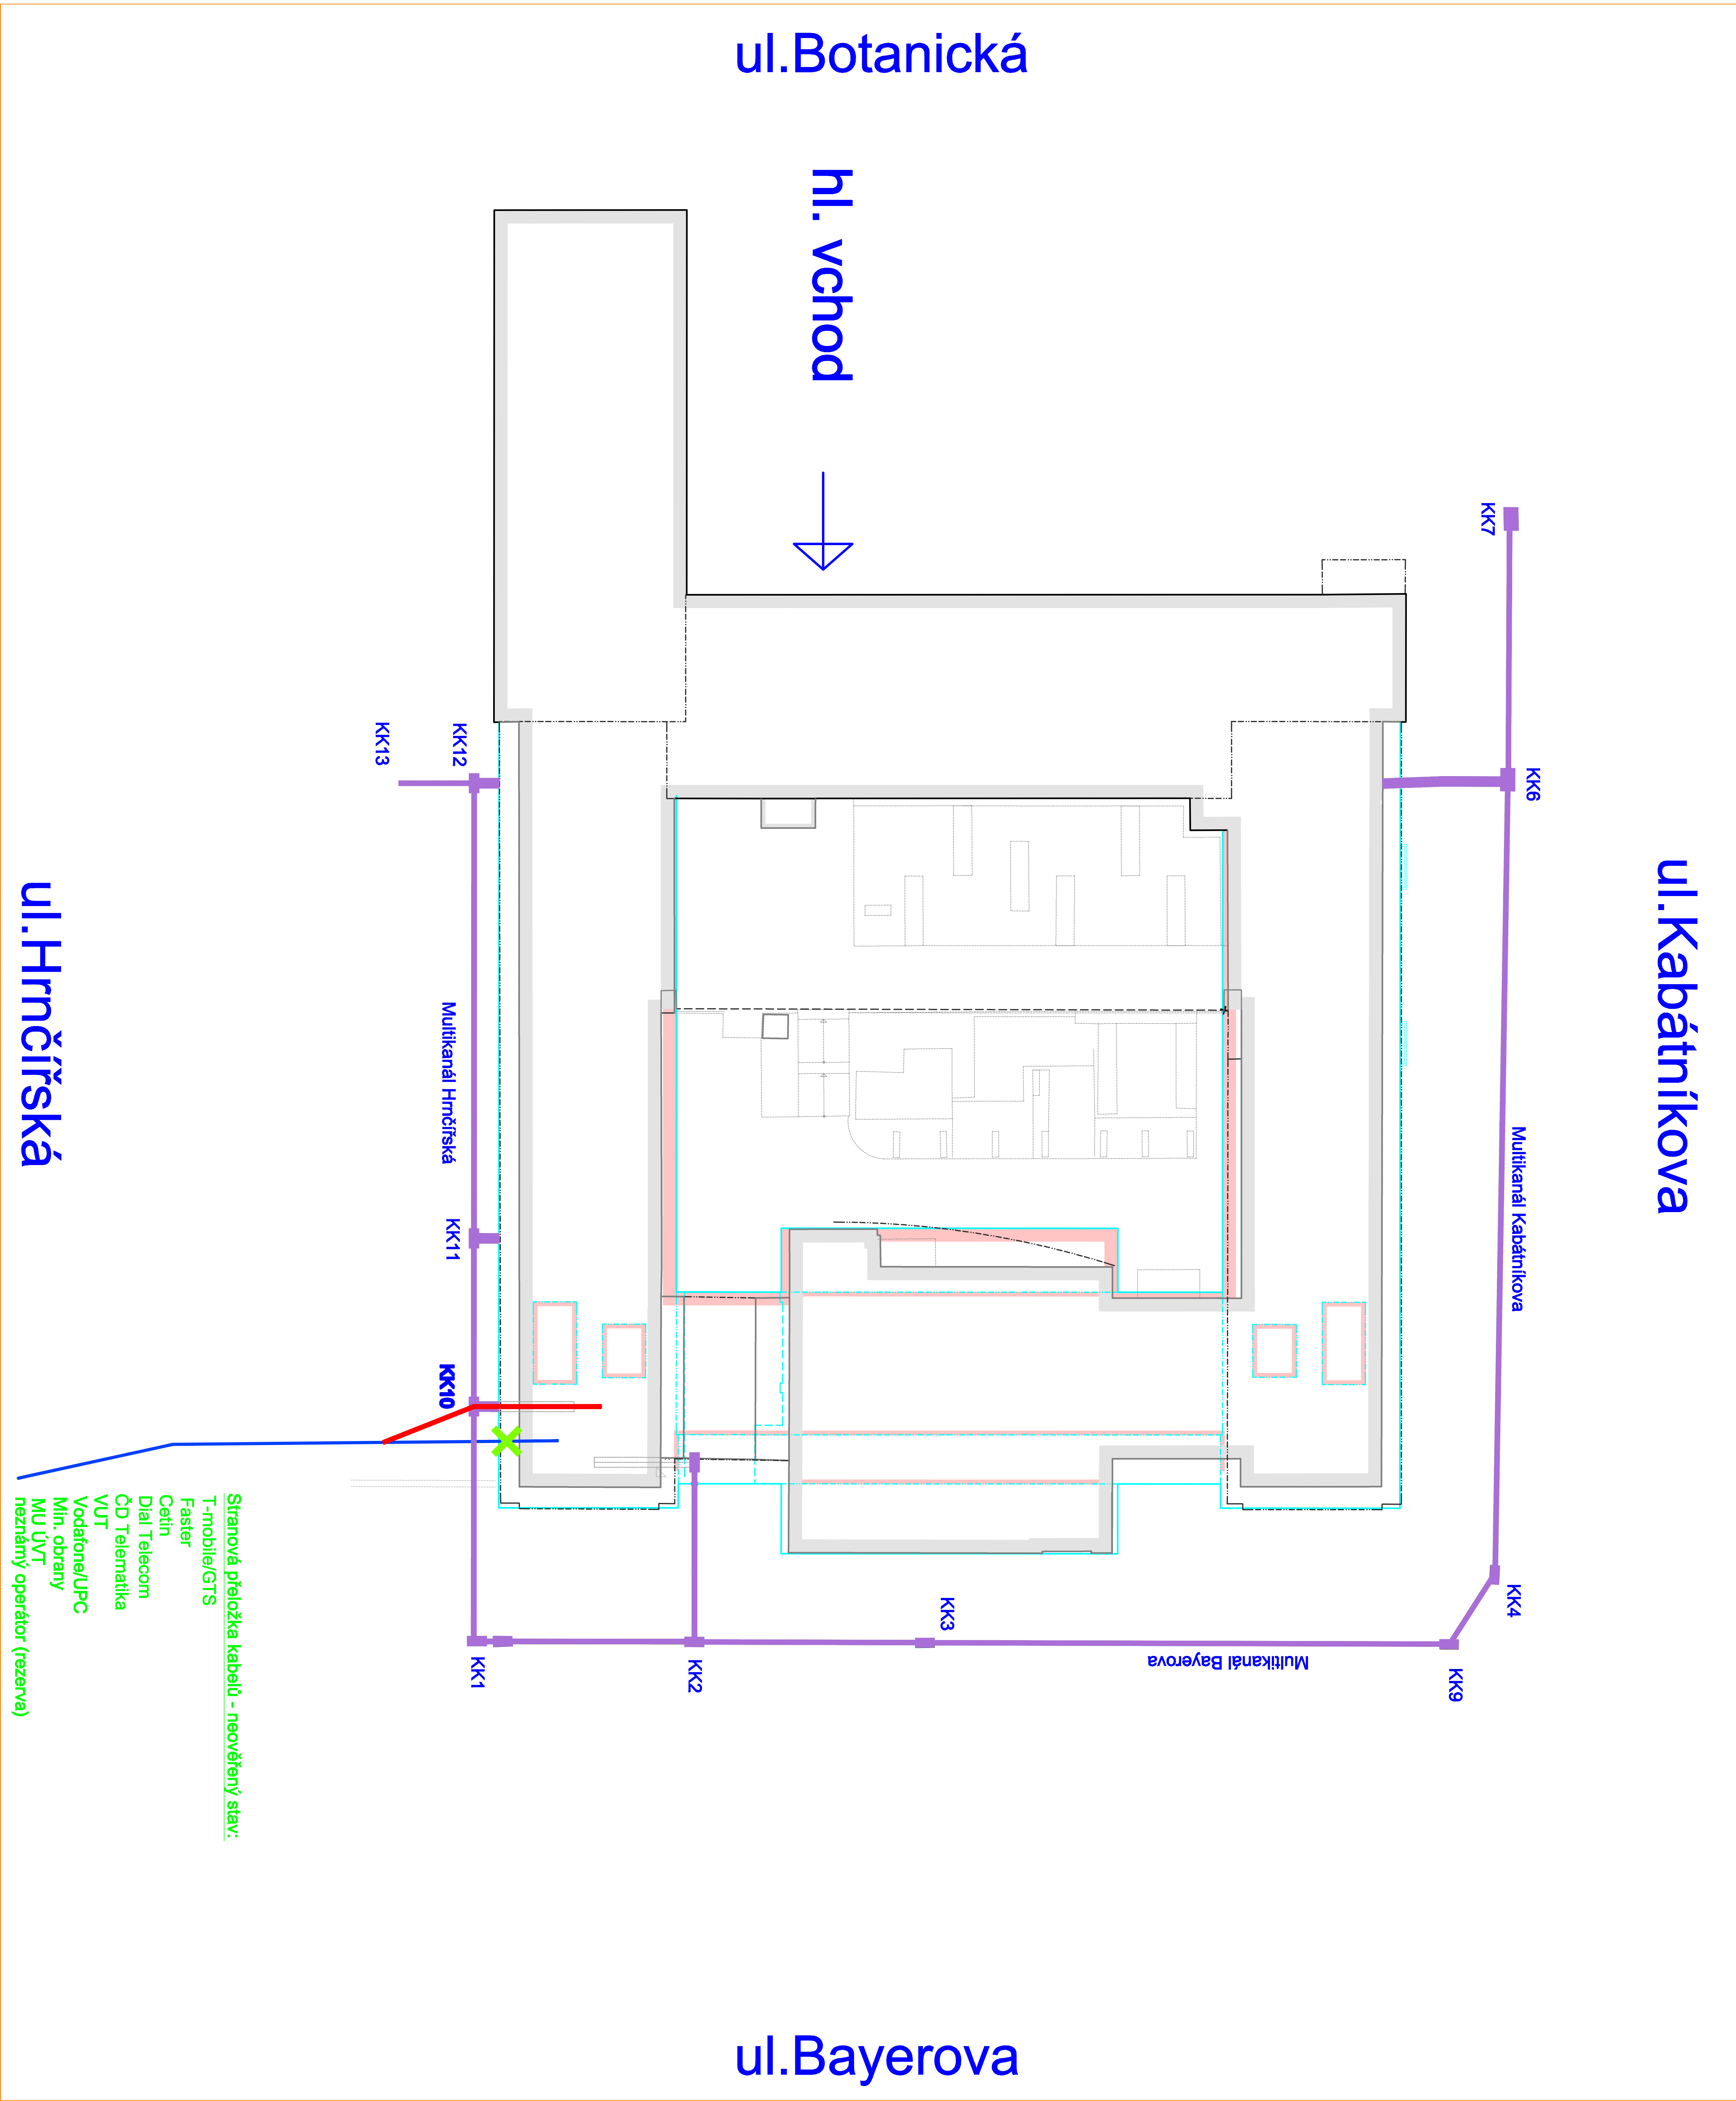 ul.Botanická
hl. vchod
KK7
KK13
KK12
KK6
ul.Hrnčířská
Multikanál Hrnčířská
ul.Kabátníkova
Multikanál Kabátníkova
KK11
KK10
Stranová přeložka kabelů - neověřený stav:
T-mobile/GTS
Faster
Cetin
Dial Telecom
ČD Telematika
VUT
Vodafone/UPC
Min. obrany
MU ÚVT
neznámý operátor (rezerva)
KK4
KK3
KK1
KK2
Multikanál Bayerova
KK9
ul.Bayerova